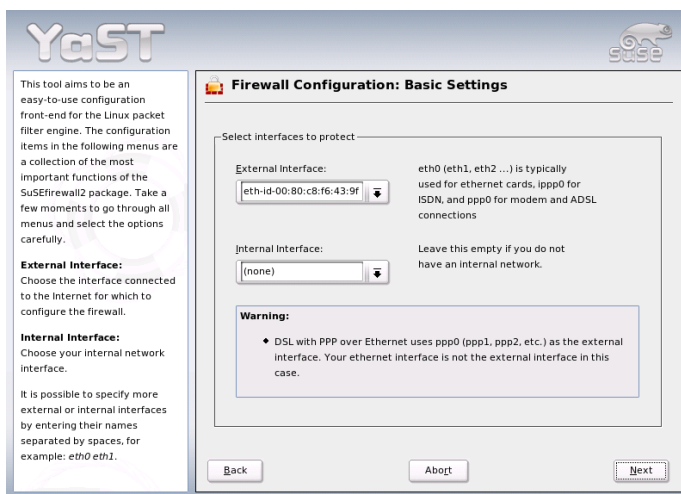 YaST
SUSE
This tool aims to be an
easy-to-use configuration
front-end for the Linux packet
filter engine. The configuration
items in the following menus are
a collection of the most
important functions of the
SuSEfirewall2 package. Take a
few moments to go through all
menus and select the options
carefully.
External Interface:
Choose the interface connected
to the Internet for which to
configure the firewall.
Internal Interface:
Choose your internal network
interface.
It is possible to specify more
external or internal interfaces
by entering their names
separated by spaces, for
example: eth0 eth1.
Firewall Configuration: Basic Settings
Select interfaces to protect
External Interface:
eth-id-00:80:c8:f6:43:9f
eth0 (eth1, eth2 ...) is typically
used for ethernet cards, ippp0 for
ISDN, and ppp0 for modem and ADSL
connections
Internal Interface:
(none)
Leave this empty if you do not
have an internal network.
Warning:
◆ DSL with PPP over Ethernet uses ppp0 (ppp1, ppp2, etc.) as the external
interface. Your ethernet interface is not the external interface in this
case.
Back
Abort
Next